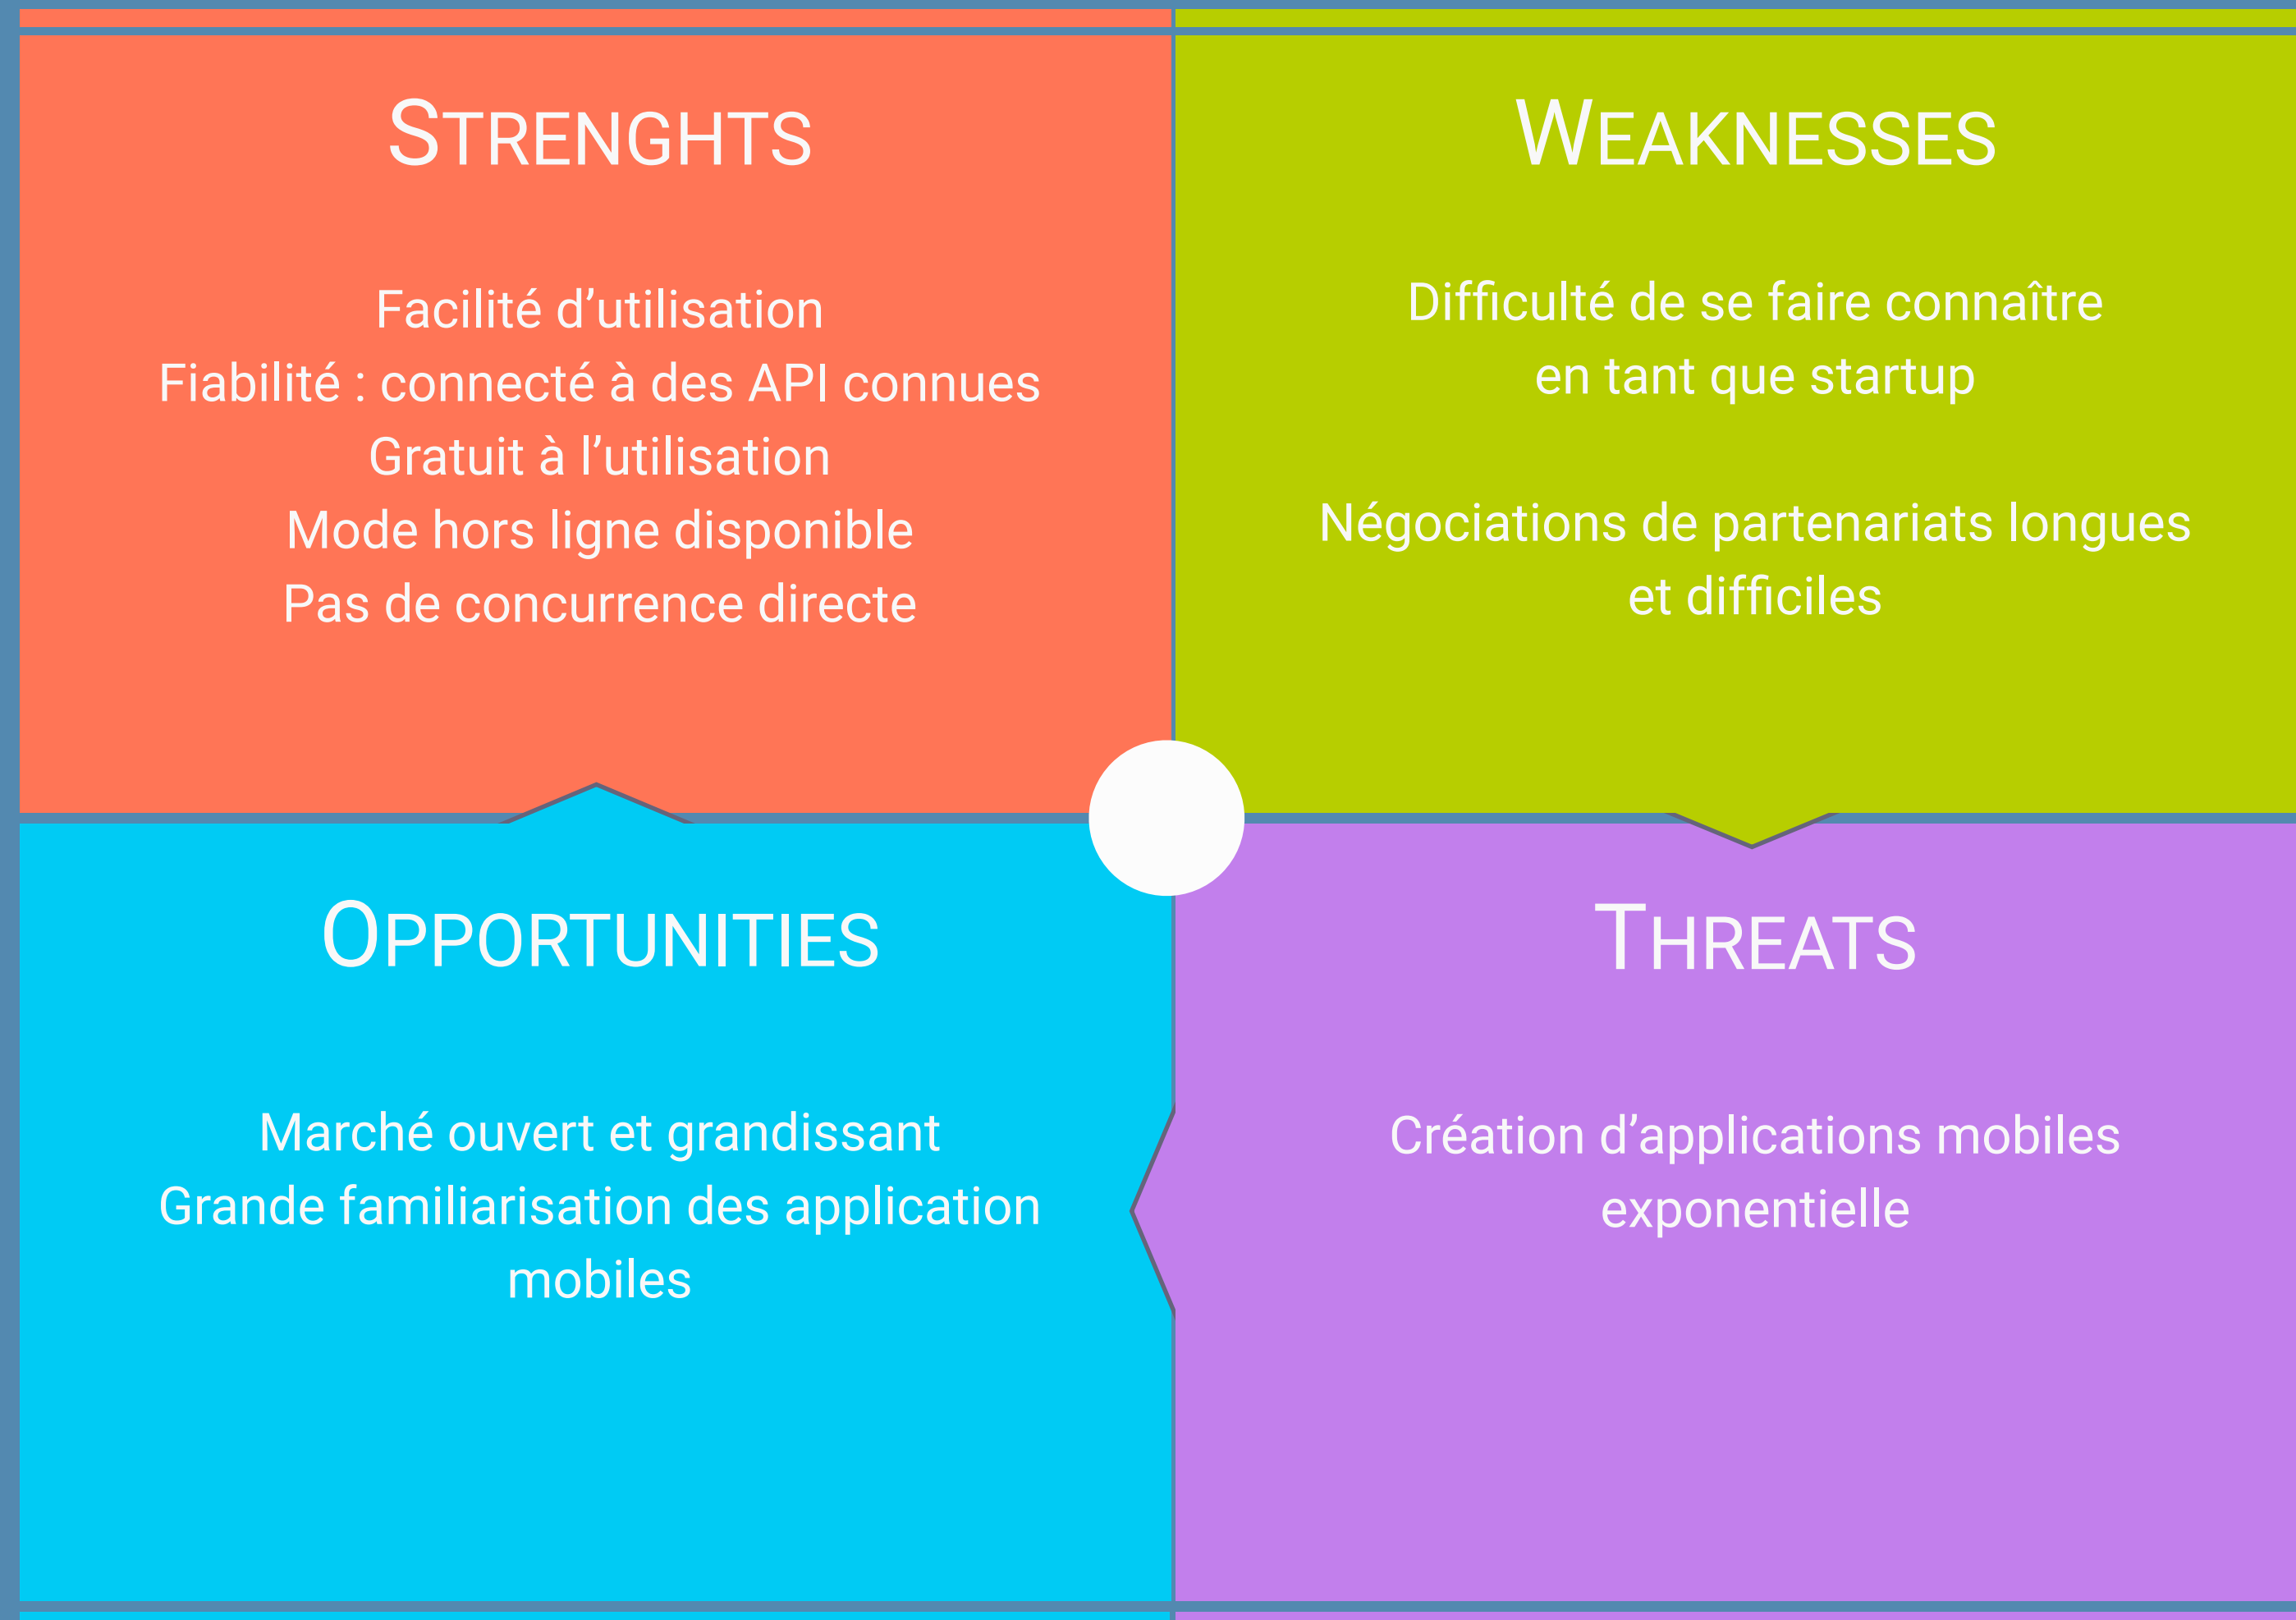 STRENGHTS
Facilité d’utilisation
Fiabilité : connecté à des API connues
Gratuit à l’utilisation
Mode hors ligne disponible
Pas de concurrence directe
WEAKNESSES
Difficulté de se faire connaître
en tant que startup
Négociations de partenariats longues
et difficiles
OPPORTUNITIES
Marché ouvert et grandissant
Grande familiarisation des application
mobiles
THREATS
Création d’applications mobiles
exponentielle